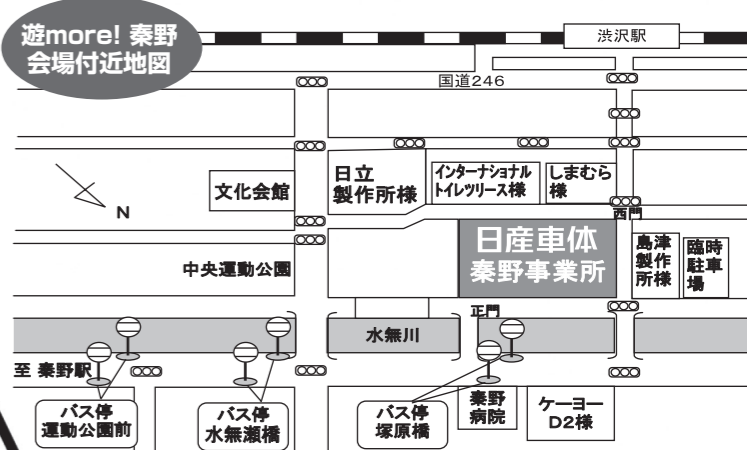 遊more! 秦野
会場付近地図
渋沢駅
国道246
文化会館
日立
製作所様
インターナショナル
トイレツリース様
しまむら
様
西門
N
中央運動公園
日産車体
秦野事業所
島津
製作
所様
臨時
駐車
場
正門
水無川
至 秦野駅
バス停
運動公園前
バス停
水無瀬橋
バス停
塚原橋
秦野
病院
ケーヨー
D2様